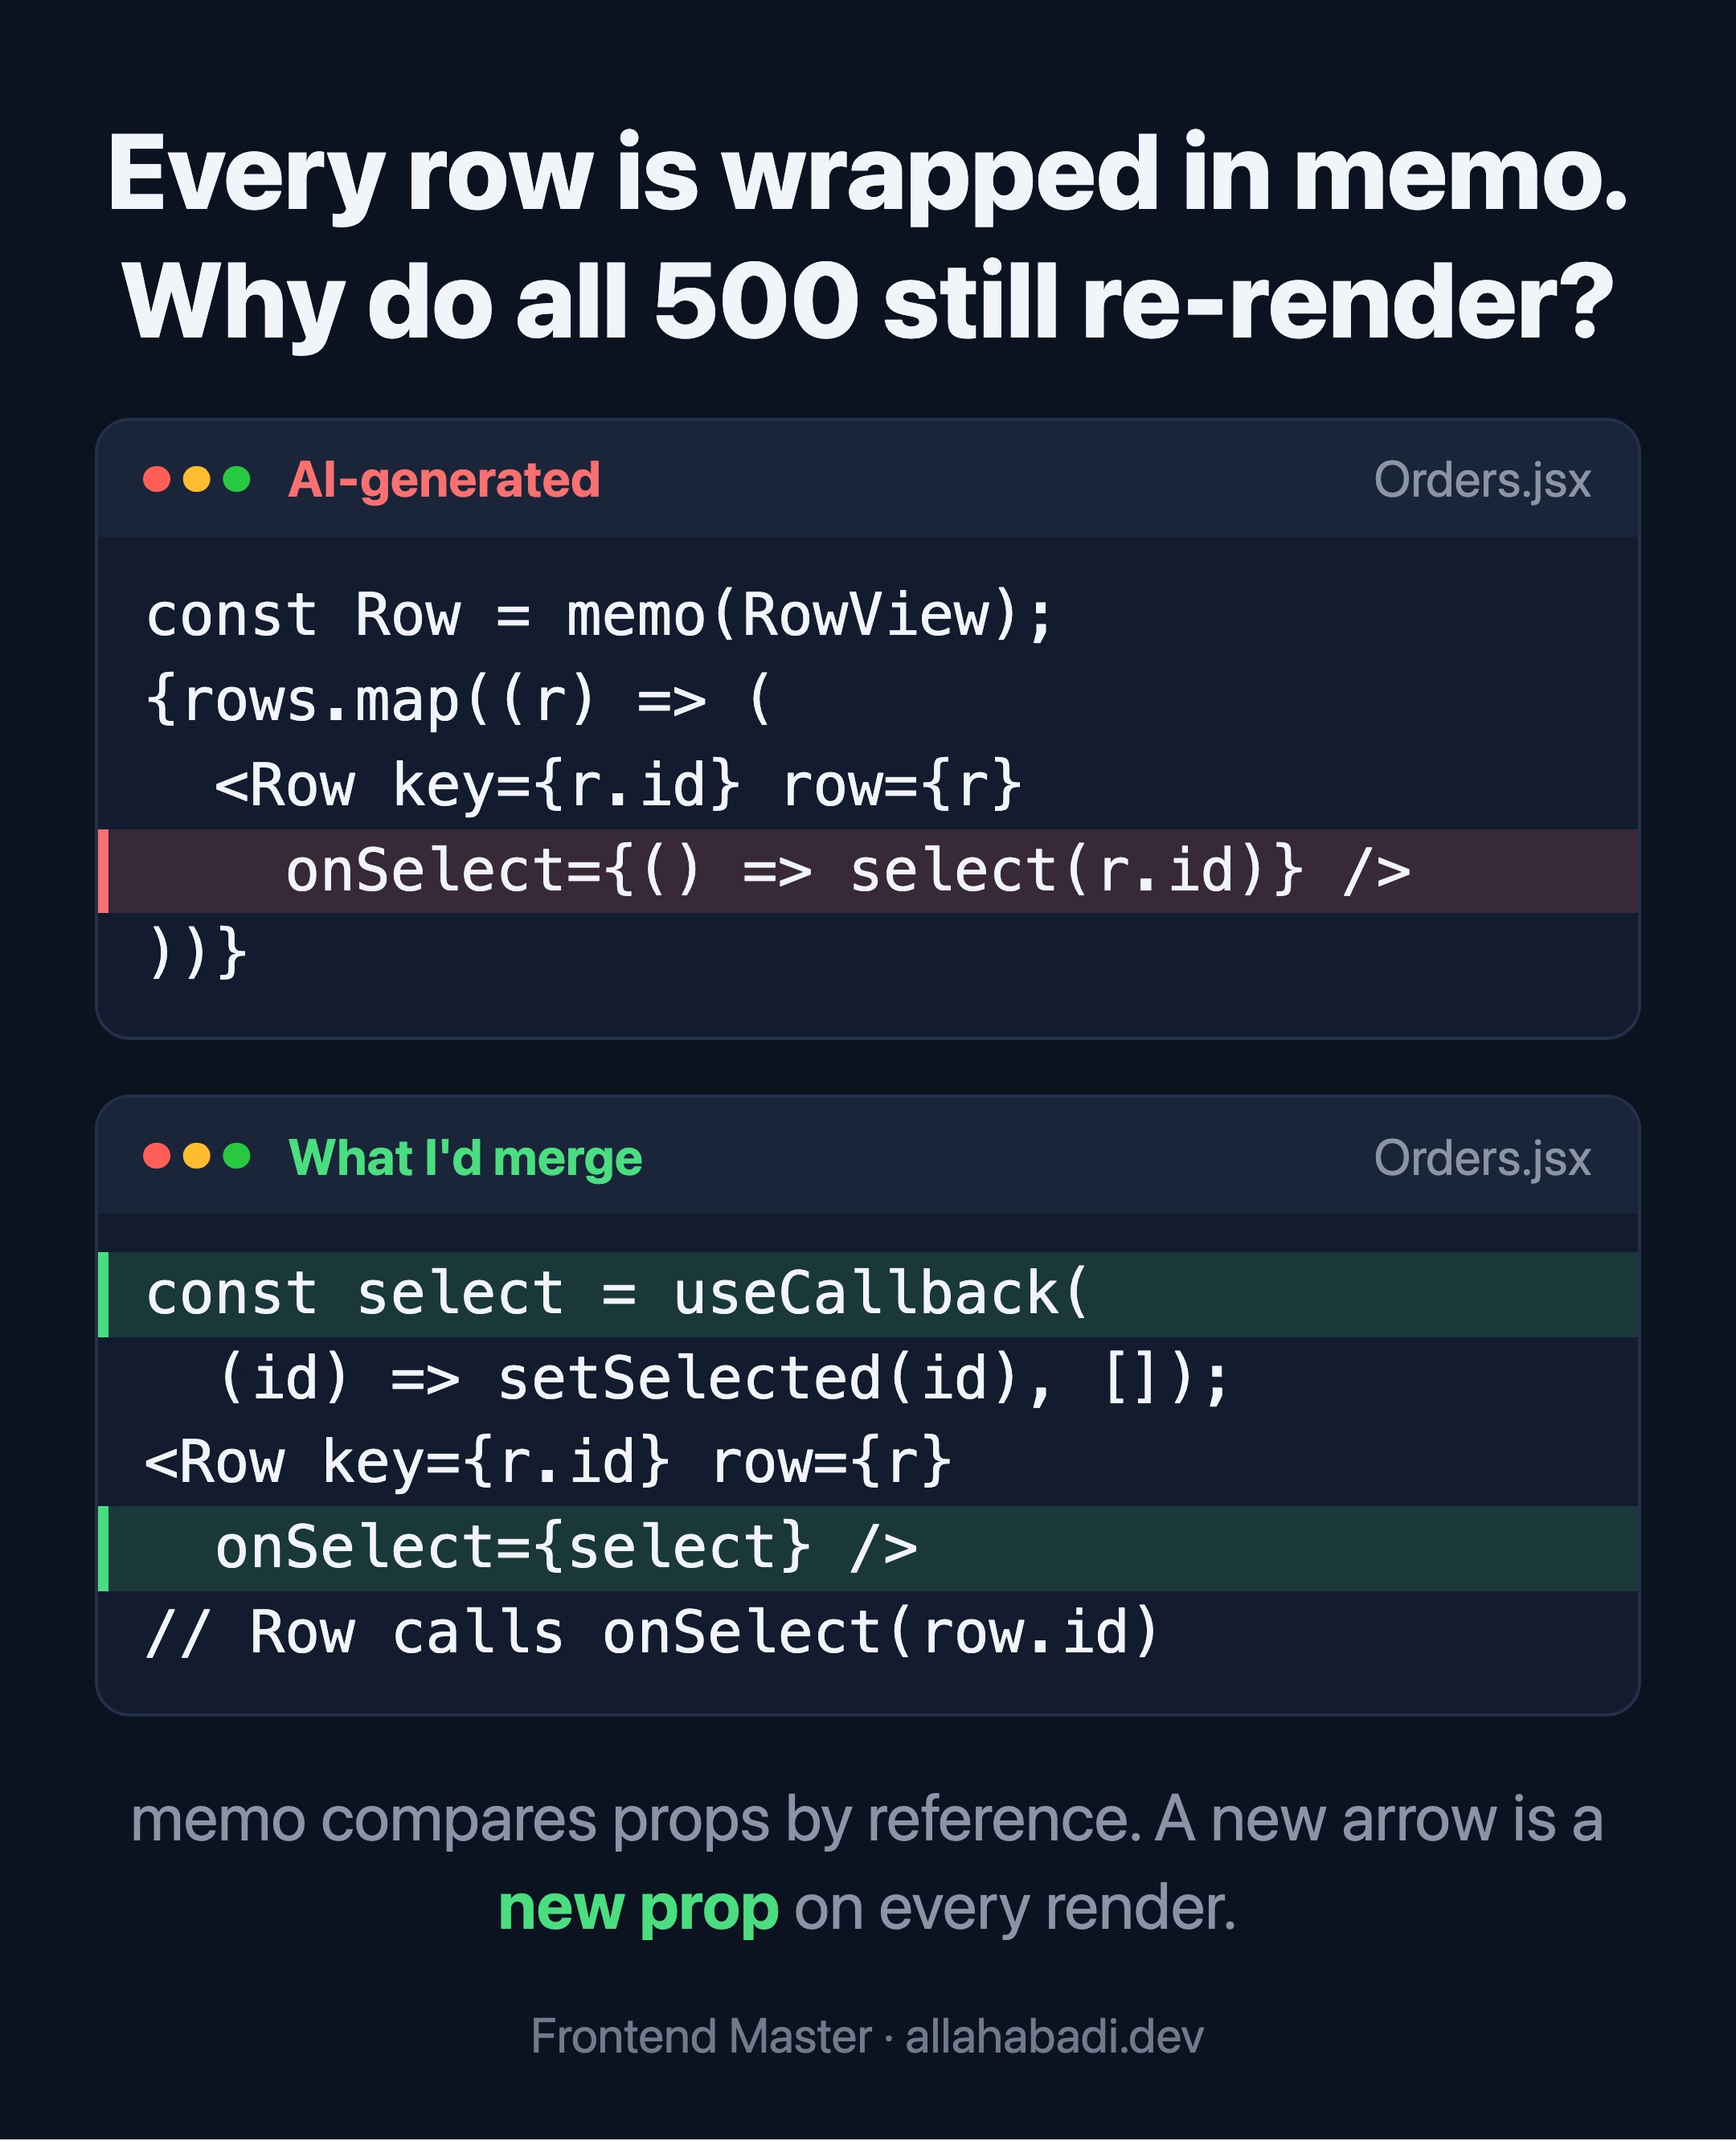 Every row is wrapped in memo.
Why do all 500 still re-render?
AI-generated
Orders.jsx
const Row = memo(RowView);
{rows.map((r) => (
  <Row key={r.id} row={r}
    onSelect={() => select(r.id)} />
))}
What I'd merge
Orders.jsx
const select = useCallback(
  (id) => setSelected(id), []);
<Row key={r.id} row={r}
  onSelect={select} />
// Row calls onSelect(row.id)
memo compares props by reference. A new arrow is a
new prop on every render.
Frontend Master · allahabadi.dev